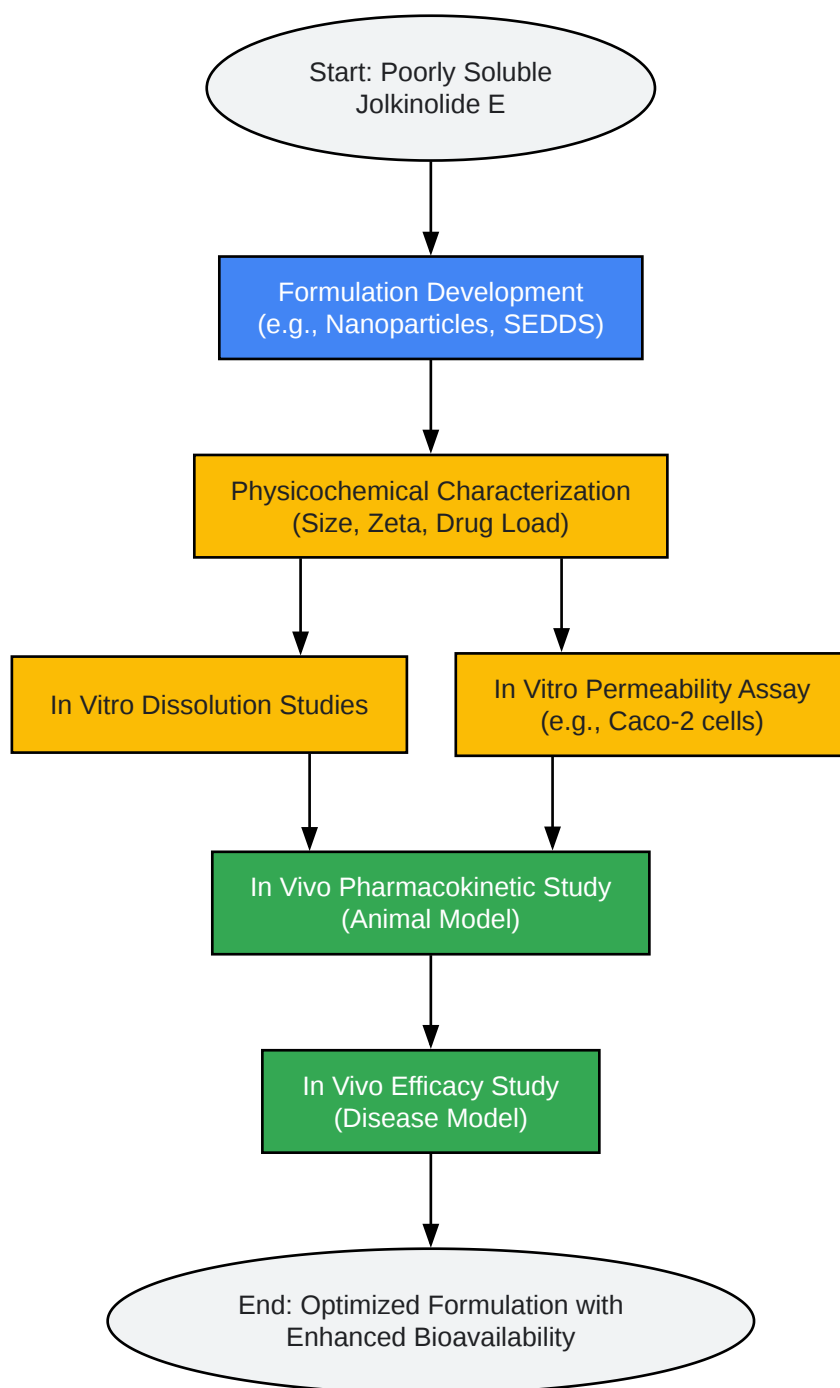 Start: Poorly Soluble
Jolkinolide E
Formulation Development
(e.g., Nanoparticles, SEDDS)
Physicochemical Characterization
(Size, Zeta, Drug Load)
In Vitro Dissolution Studies
In Vitro Permeability Assay
(e.g., Caco-2 cells)
In Vivo Pharmacokinetic Study
(Animal Model)
In Vivo Efficacy Study
(Disease Model)
End: Optimized Formulation with
Enhanced Bioavailability